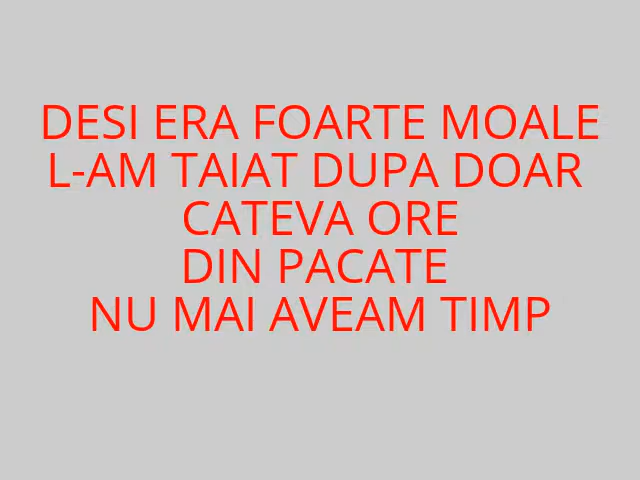 DESI ERA FOARTE MOALE
L-AM TAIAT DUPA DOAR
CATEVA ORE
DIN PACATE
NU MAI AVEAM TIMP